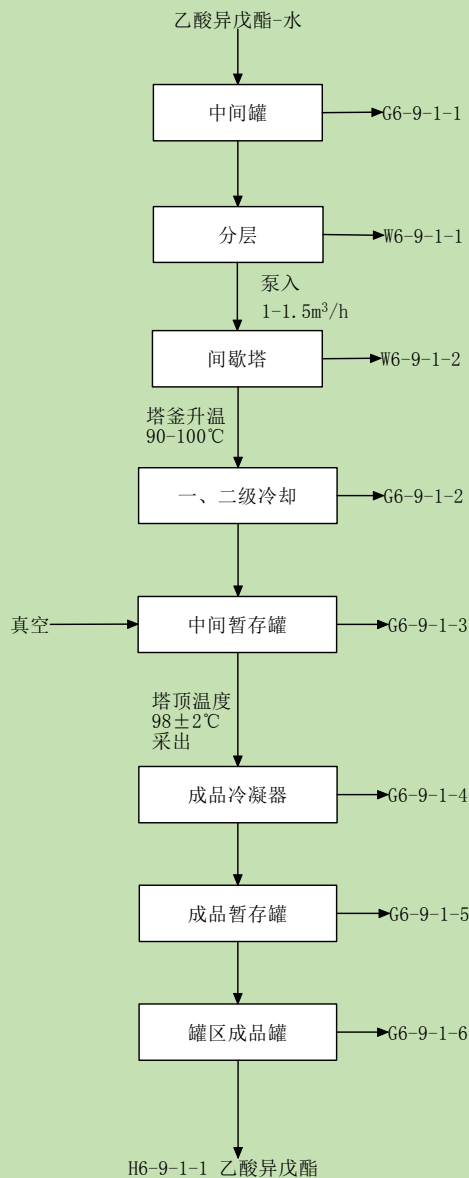 乙酸异戊酯-水
中间罐
G6-9-1-1
分层
W6-9-1-1
泵入
1-1.5m³/h
间歇塔
W6-9-1-2
塔釜升温
90-100℃
一、二级冷却
G6-9-1-2
真空
中间暂存罐
G6-9-1-3
塔顶温度
98±2℃
采出
成品冷凝器
G6-9-1-4
成品暂存罐
G6-9-1-5
罐区成品罐
G6-9-1-6
H6-9-1-1 乙酸异戊酯